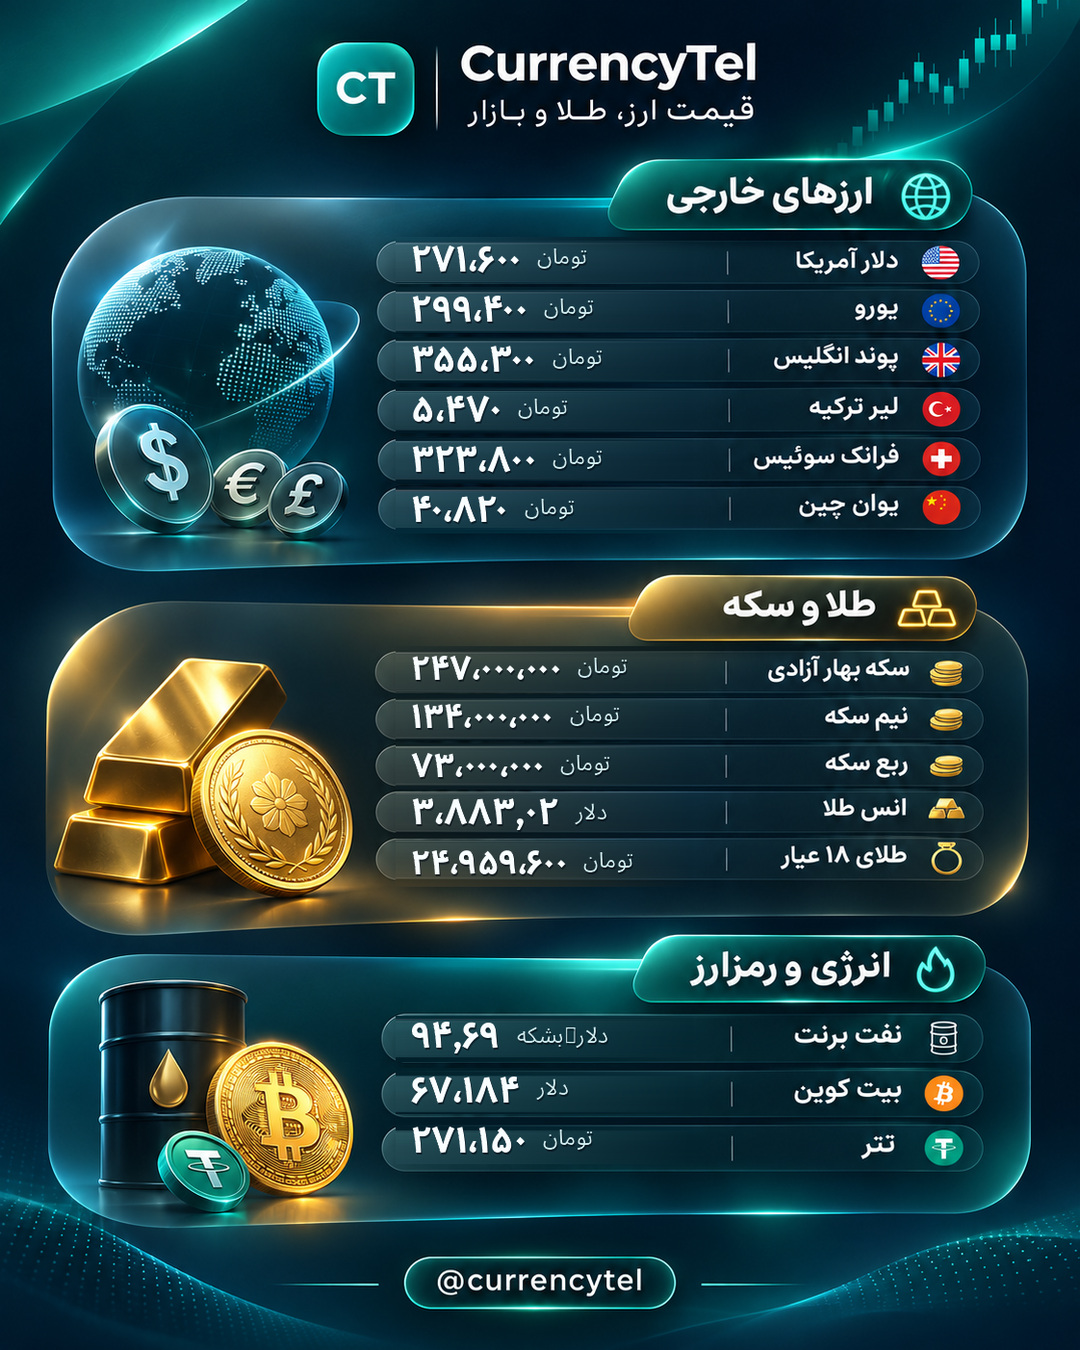 CT
CurrencyTel
قیمت ارز، طلا و بازار
ارزهای خارجی
دلار آمریکا | تومان ۲۷۱،۶۰۰
یورو | تومان ۲۹۹،۴۰۰
پوند انگلیس | تومان ۳۵۵،۳۰۰
لیر ترکیه | تومان ۵،۴۷۰
فرانک سوئیس | تومان ۳۲۳،۸۰۰
یوان چین | تومان ۴۰،۸۲۰
$ € £
طلا و سکه
سکه بهار آزادی | تومان ۲۴۷،۰۰۰،۰۰۰
نیم سکه | تومان ۱۳۴،۰۰۰،۰۰۰
ربع سکه | تومان ۷۳،۰۰۰،۰۰۰
انس طلا | دلار ۳،۸۸۳,۰۲
طلای ۱۸ عیار | تومان ۲۴،۹۵۹،۶۰۰
انرژی و رمزارز
نفت برنت | دلار▯بشکه ۹۴,۶۹
بیت کوین | دلار ۶۷،۱۸۴
تتر | تومان ۲۷۱،۱۵۰
@currencytel